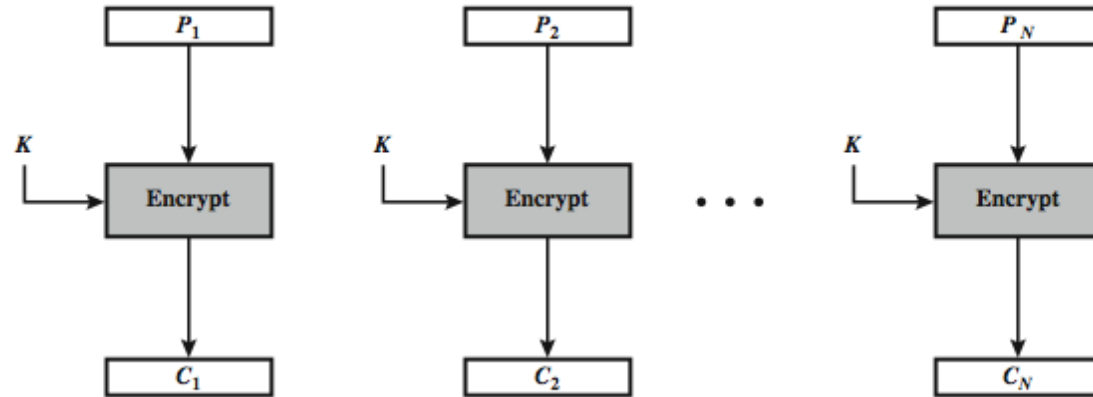 P1 P2 PN
K K K
Encrypt Encrypt • • • Encrypt
C1 C2 CN